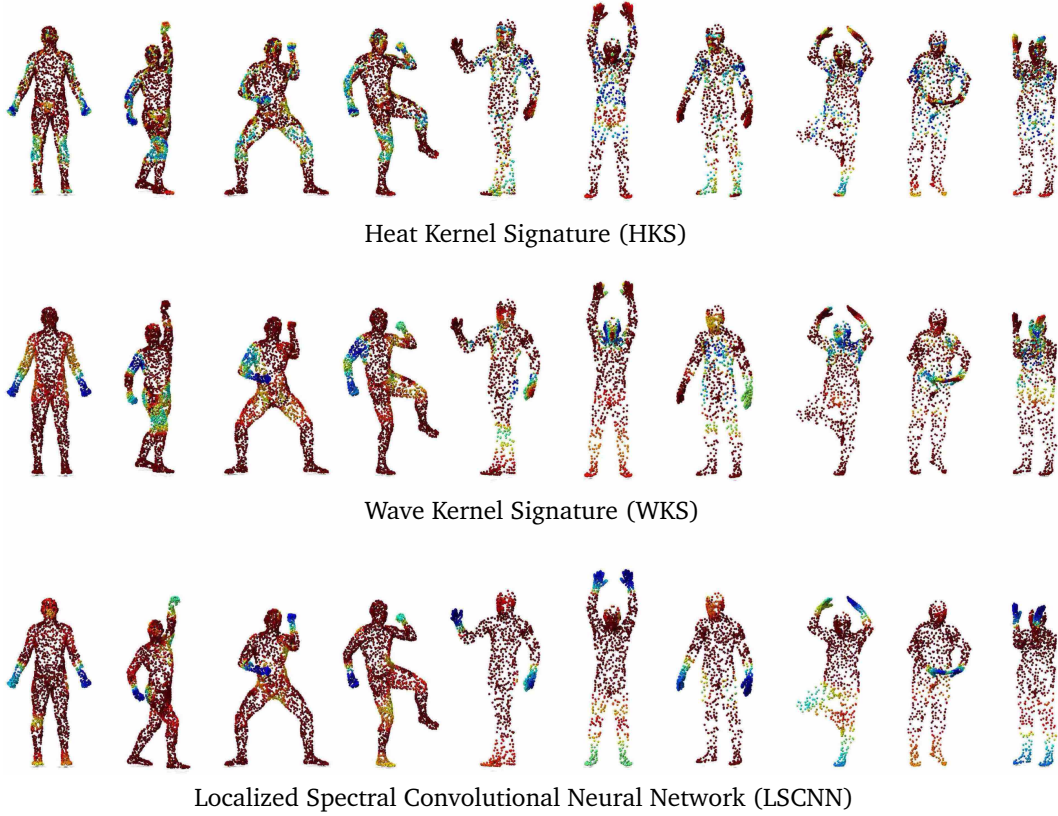 Heat Kernel Signature (HKS)
Wave Kernel Signature (WKS)
Localized Spectral Convolutional Neural Network (LSCNN)